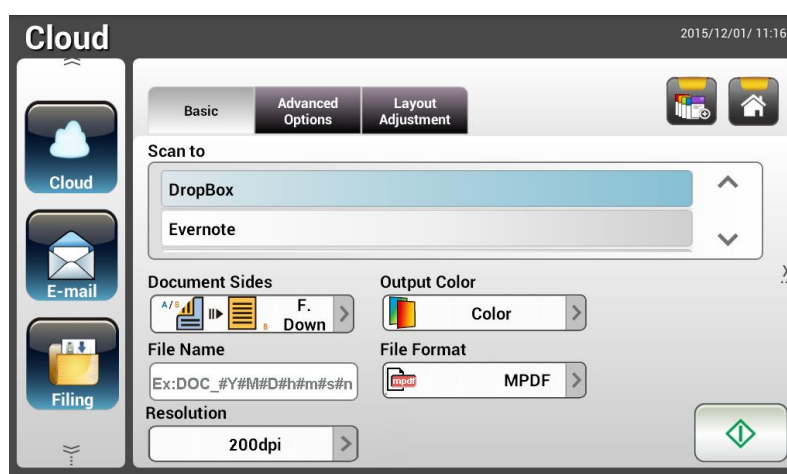 Cloud
2015/12/01/ 11:16
Cloud
E-mail
Filing
Basic
Advanced
Options
Layout
Adjustment
Scan to
DropBox
Evernote
Document Sides
A/B
B
F.
Down
Output Color
Color
File Name
Ex:DOC_#Y#M#D#h#m#s#n
File Format
mpdf
MPDF
Resolution
200dpi